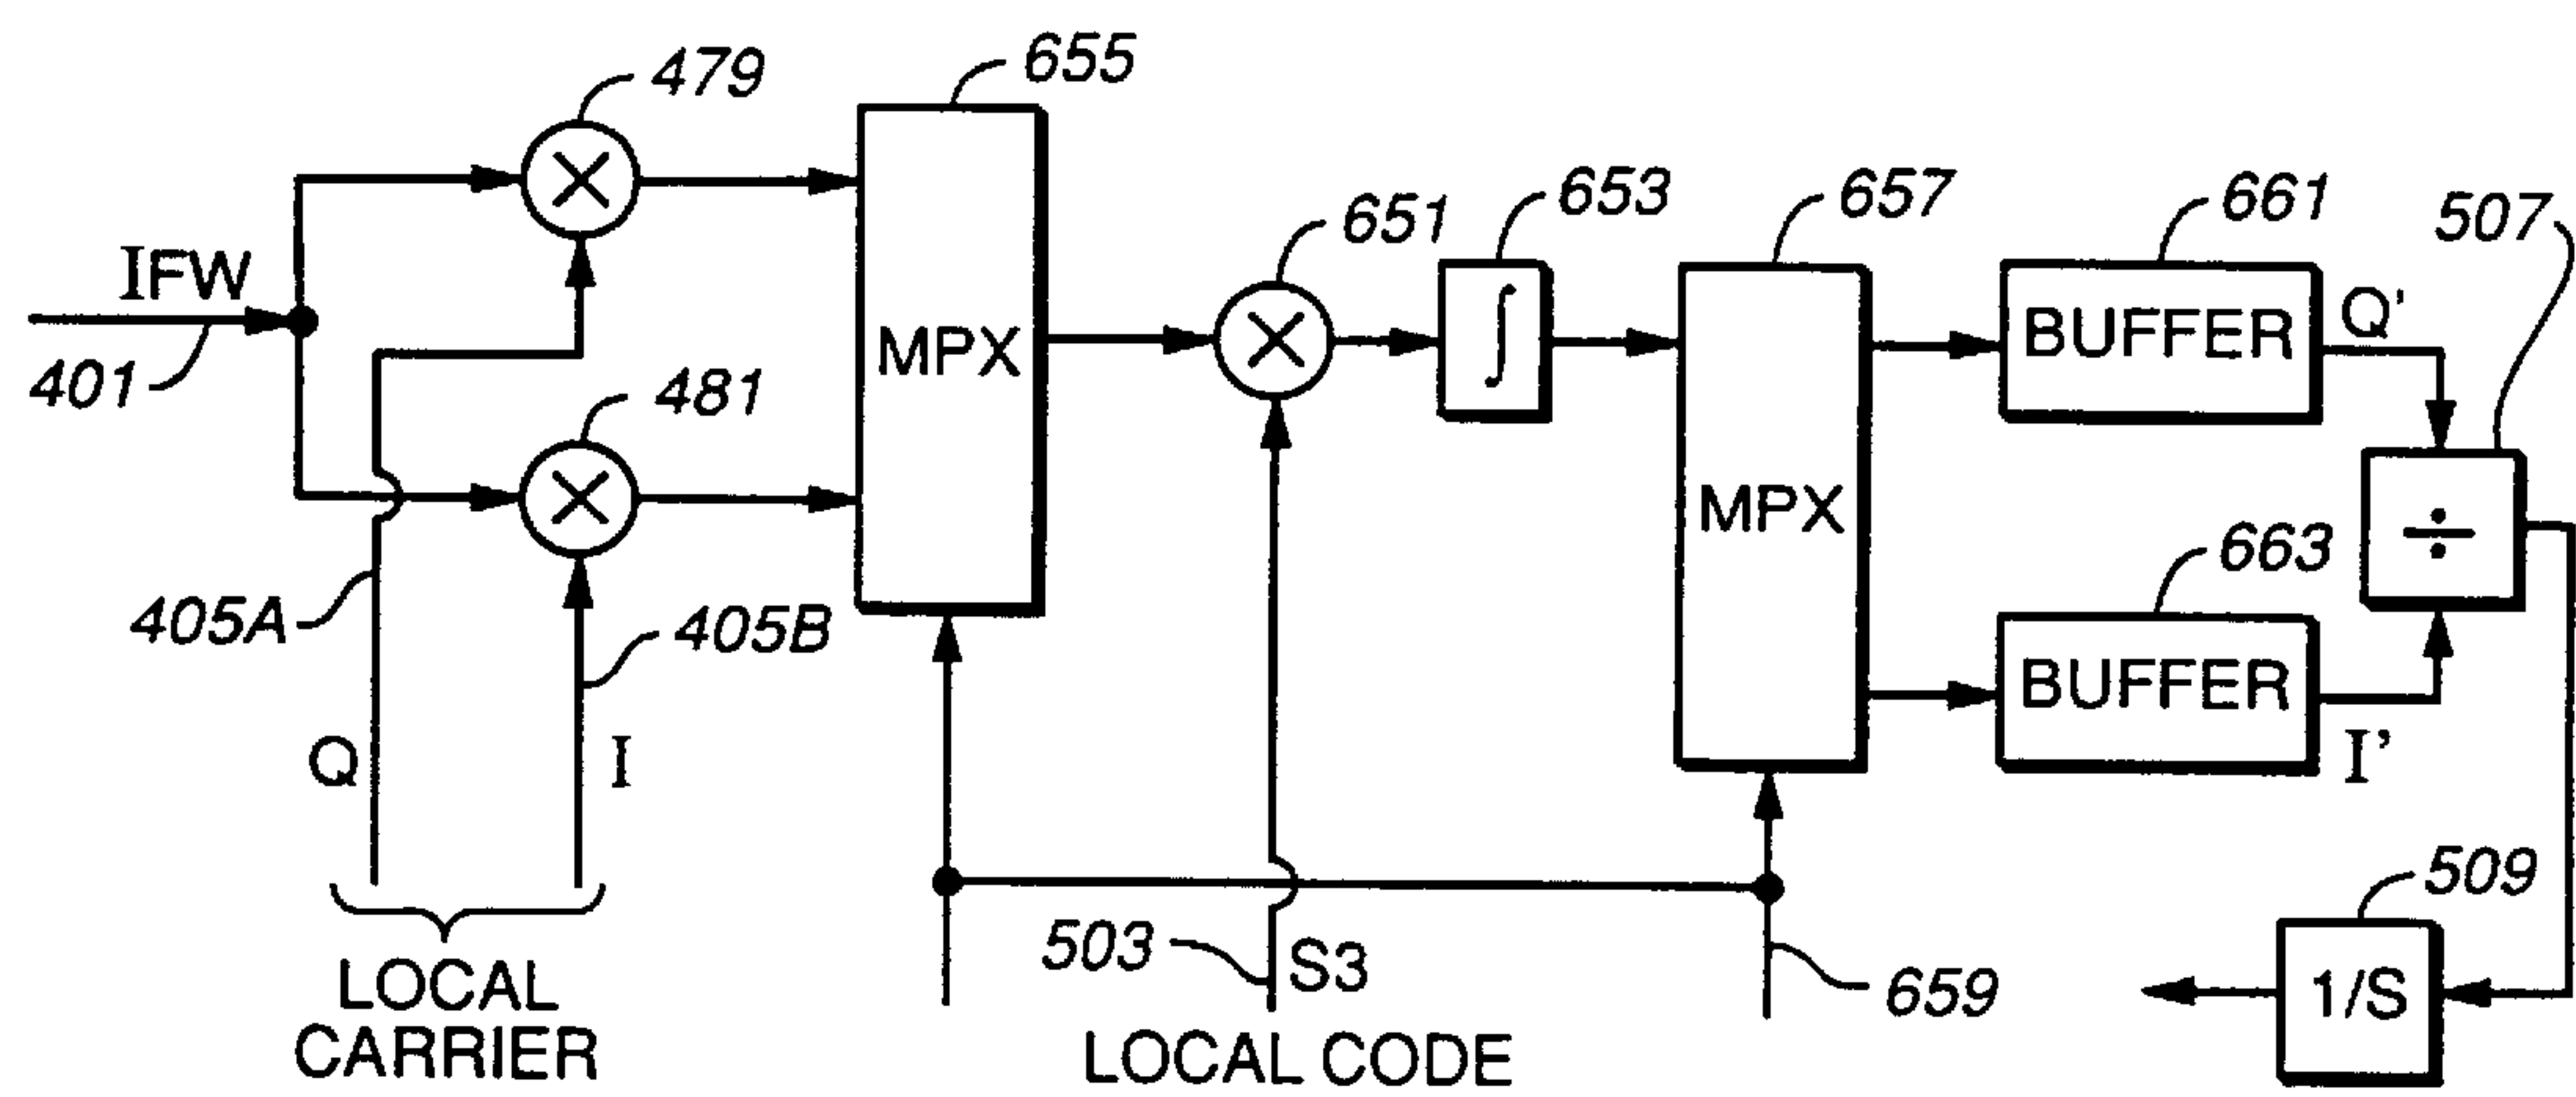 479
655
IFW
401
481
405A
405B
Q
I
LOCAL
CARRIER
MPX
651
653
∫
657
MPX
661
BUFFER
Q'
507
÷
663
BUFFER
I'
503
S3
LOCAL CODE
659
509
1/S